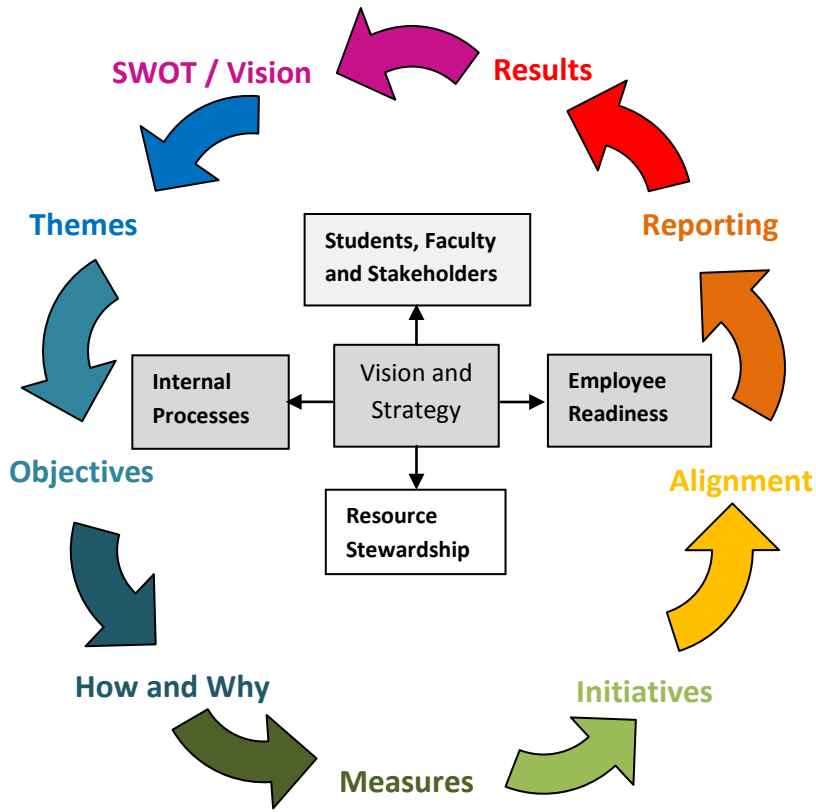 SWOT / Vision
Results
Themes
Reporting
Students, Faculty
and Stakeholders
Internal
Processes
Vision and
Strategy
Employee
Readiness
Objectives
Alignment
Resource
Stewardship
How and Why
Initiatives
Measures